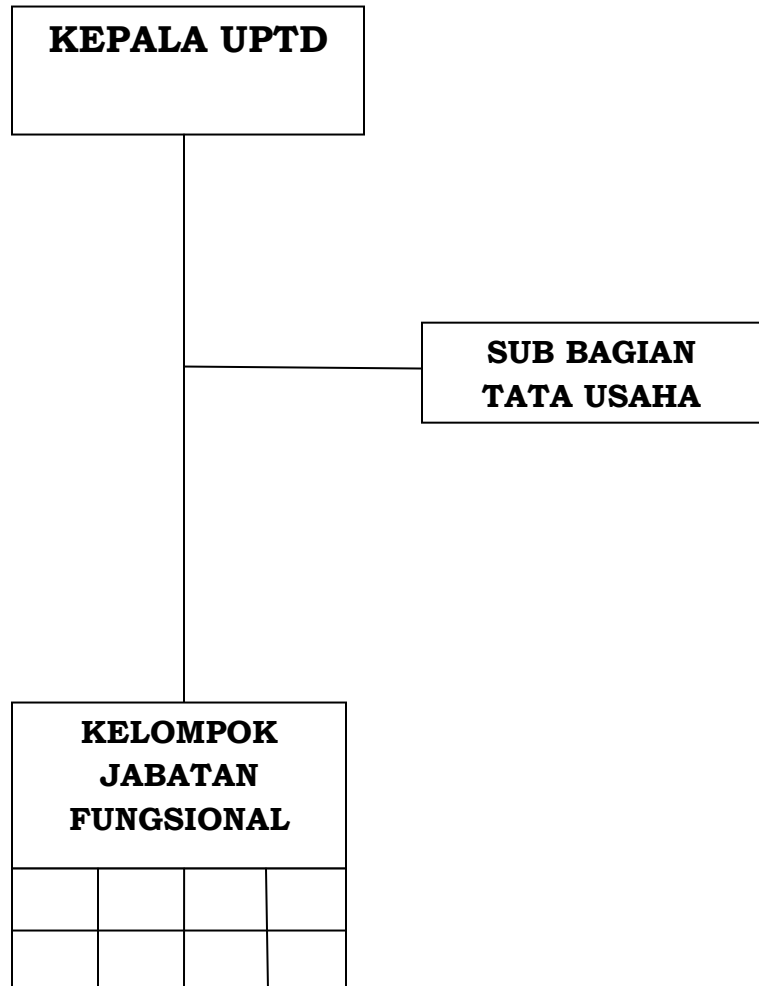 KEPALA UPTD
SUB BAGIAN
TATA USAHA
KELOMPOK
JABATAN
FUNGSIONAL